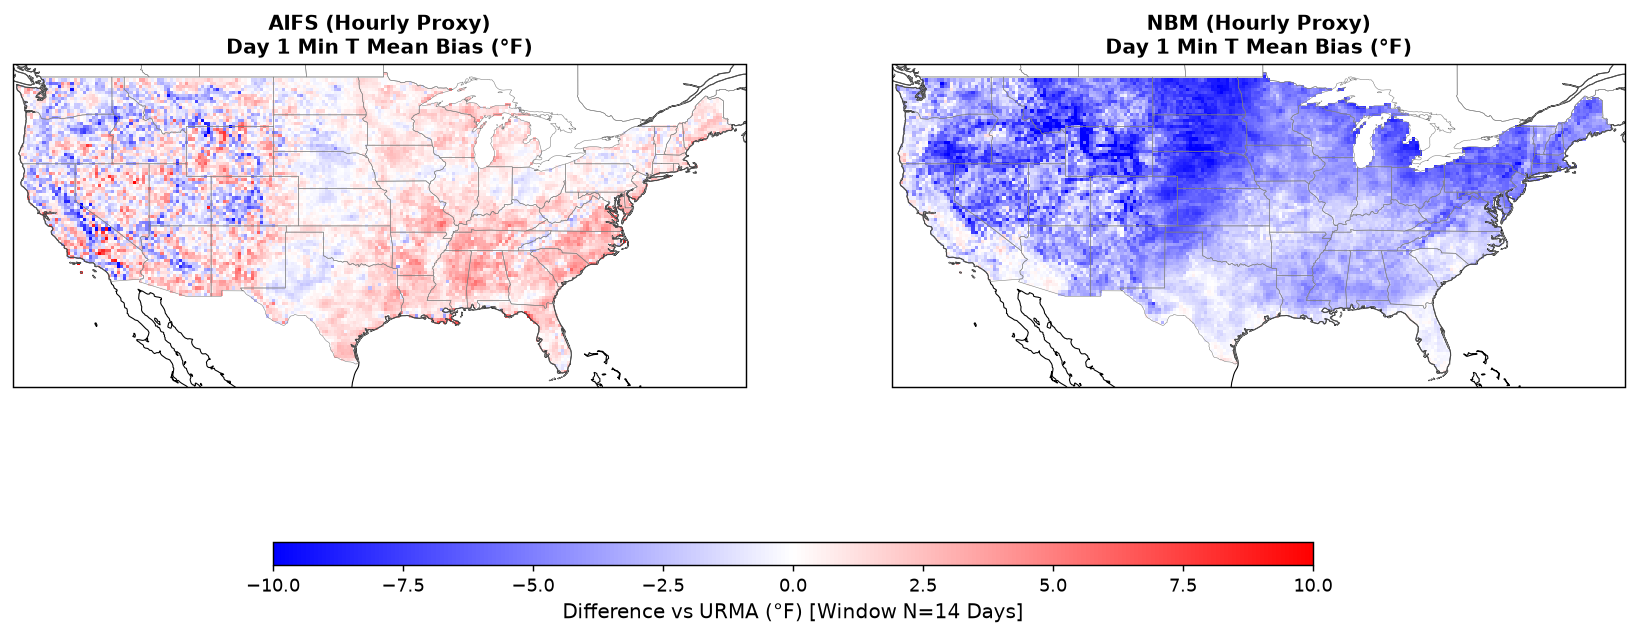 AIFS (Hourly Proxy)
Day 1 Min T Mean Bias (°F)
NBM (Hourly Proxy)
Day 1 Min T Mean Bias (°F)
−10.0 −7.5 −5.0 −2.5 0.0 2.5 5.0 7.5 10.0
Difference vs URMA (°F) [Window N=14 Days]